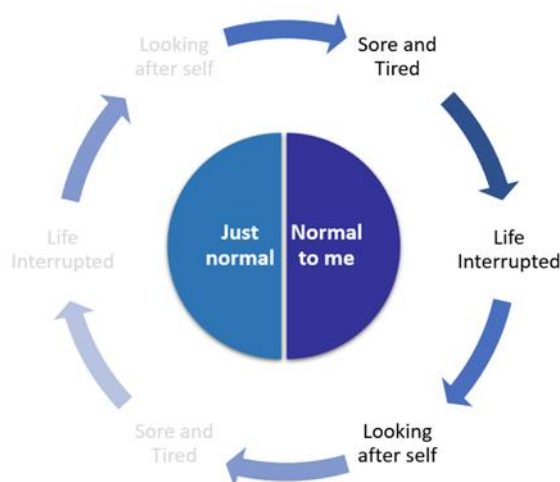 Looking
after self
Sore and
Tired
Life
Interrupted
Looking
after self
Sore and
Tired
Life
Interrupted
Just
normal
Normal
to me